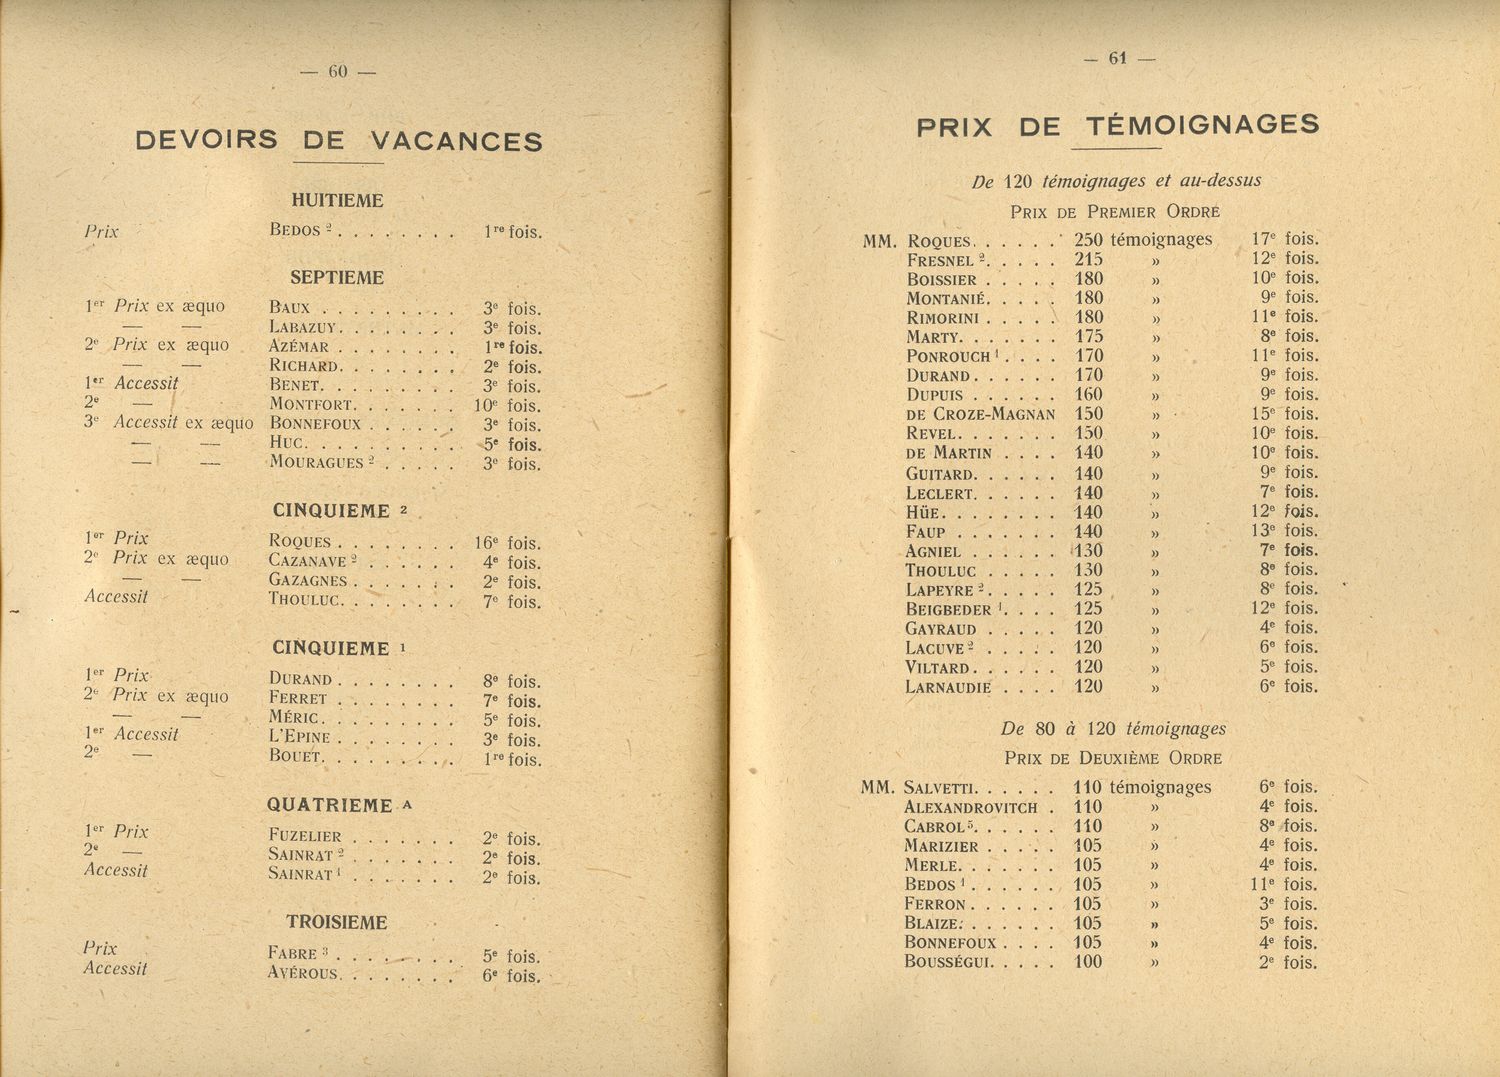 — 60 —
DEVOIRS DE VACANCES
HUITIEME
Prix BEDOS ² . . . . . . . . 1re fois.
SEPTIEME
1er Prix ex æquo BAUX . . . . . . . . . 3e fois.
— — LABAZUY. . . . . . . . 3e fois.
2e Prix ex æquo AZÉMAR . . . . . . . . 1re fois.
— — RICHARD. . . . . . . . 2e fois.
1er Accessit BENET. . . . . . . . . 3e fois.
2e — MONTFORT. . . . . . . 10e fois.
3e Accessit ex æquo BONNEFOUX . . . . . . 3e fois.
— — HUC. . . . . . . . . . 5e fois.
— — MOURAGUES ² . . . . . 3e fois.
CINQUIEME ²
1er Prix ROQUES . . . . . . . . 16e fois.
2e Prix ex æquo CAZANAVE ² . . . . . . 4e fois.
— — GAZAGNES . . . . . . . 2e fois.
Accessit THOULUC. . . . . . . . 7e fois.
CINQUIEME ¹
1er Prix DURAND . . . . . . . . 8e fois.
2e Prix ex æquo FERRET . . . . . . . . 7e fois.
— — MÉRIC. . . . . . . . . 5e fois.
1er Accessit L'EPINE . . . . . . . . 3e fois.
2e — BOUET. . . . . . . . . 1re fois.
QUATRIEME A
1er Prix FUZELIER . . . . . . . 2e fois.
2e — SAINRAT ² . . . . . . . 2e fois.
Accessit SAINRAT ¹ . . . . . . . 2e fois.
TROISIEME
Prix FABRE ³ . . . . . . . . 5e fois.
Accessit AVÉROUS. . . . . . . . 6e fois.
— 61 —
PRIX DE TÉMOIGNAGES
De 120 témoignages et au-dessus
PRIX DE PREMIER ORDRE
MM. ROQUES. . . . . . 250 témoignages 17e fois.
FRESNEL ². . . . . 215 » 12e fois.
BOISSIER . . . . . 180 » 10e fois.
MONTANIÉ. . . . . 180 » 9e fois.
RIMORINI . . . . . 180 » 11e fois.
MARTY. . . . . . . 175 » 8e fois.
PONROUCH ¹ . . . . 170 » 11e fois.
DURAND. . . . . . 170 » 9e fois.
DUPUIS . . . . . . 160 » 9e fois.
DE CROZE-MAGNAN 150 » 15e fois.
REVEL. . . . . . . 150 » 10e fois.
DE MARTIN . . . . 140 » 10e fois.
GUITARD. . . . . . 140 » 9e fois.
LECLERT. . . . . . 140 » 7e fois.
HÜE. . . . . . . . 140 » 12e fois.
FAUP . . . . . . . 140 » 13e fois.
AGNIEL . . . . . . 130 » 7e fois.
THOULUC . . . . . 130 » 8e fois.
LAPEYRE ². . . . . 125 » 8e fois.
BEIGBEDER ¹. . . . 125 » 12e fois.
GAYRAUD . . . . . 120 » 4e fois.
LACUVE ² . . . . . 120 » 6e fois.
VILTARD. . . . . . 120 » 5e fois.
LARNAUDIE . . . . 120 » 6e fois.
De 80 à 120 témoignages
PRIX DE DEUXIÈME ORDRE
MM. SALVETTI. . . . . . 110 témoignages 6e fois.
ALEXANDROVITCH . 110 » 4e fois.
CABROL ⁵. . . . . . 110 » 8e fois.
MARIZIER . . . . . 105 » 4e fois.
MERLE. . . . . . . 105 » 4e fois.
BEDOS ¹ . . . . . . 105 » 11e fois.
FERRON . . . . . . 105 » 3e fois.
BLAIZE. . . . . . . 105 » 5e fois.
BONNEFOUX . . . . 105 » 4e fois.
BOUSSÉGUI. . . . . 100 » 2e fois.